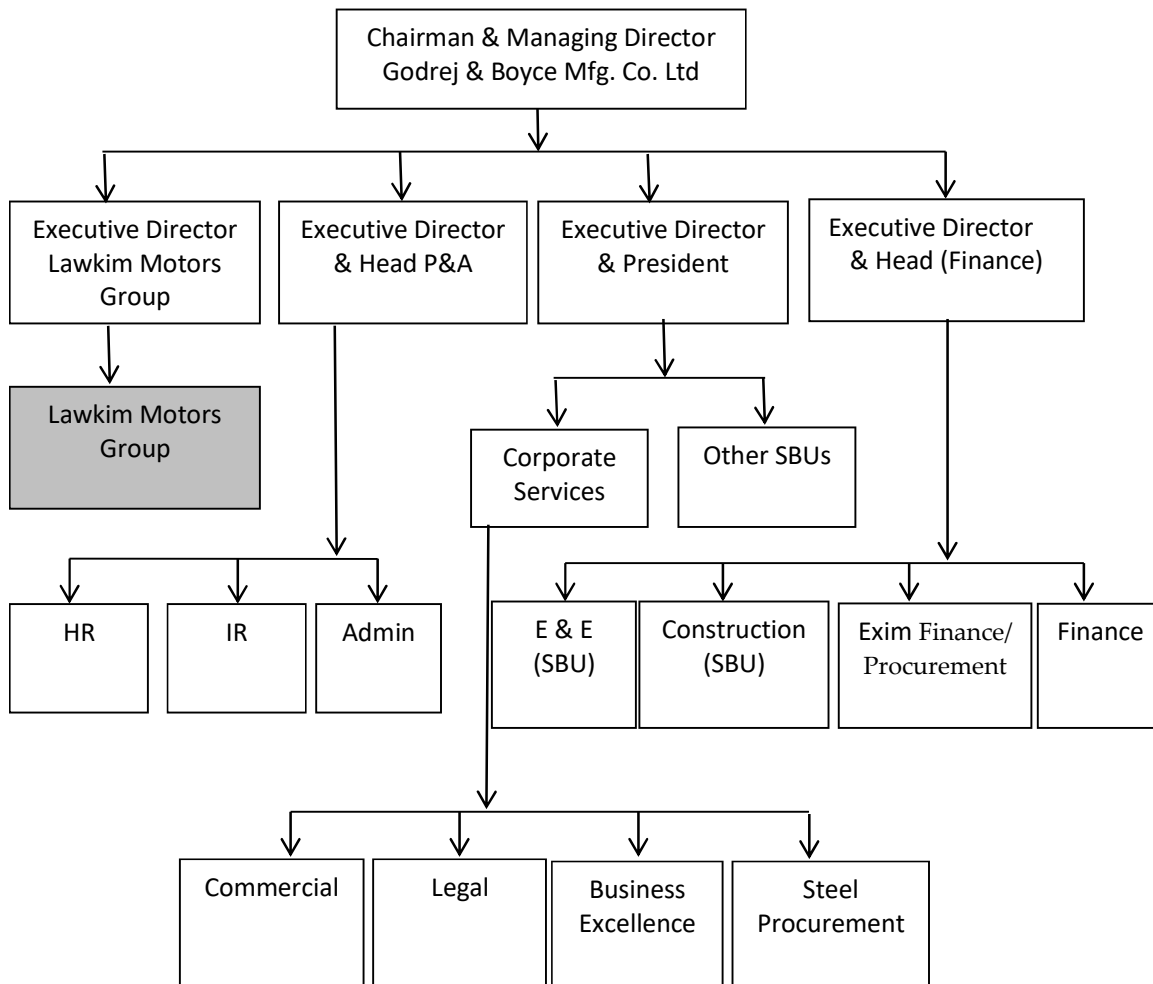 Chairman & Managing Director
Godrej & Boyce Mfg. Co. Ltd
Executive Director
Lawkim Motors
Group
Executive Director
& Head P&A
Executive Director
& President
Executive Director
& Head (Finance)
Lawkim Motors
Group
Corporate
Services
Other SBUs
HR
IR
Admin
E & E
(SBU)
Construction
(SBU)
Exim Finance/
Procurement
Finance
Commercial
Legal
Business
Excellence
Steel
Procurement